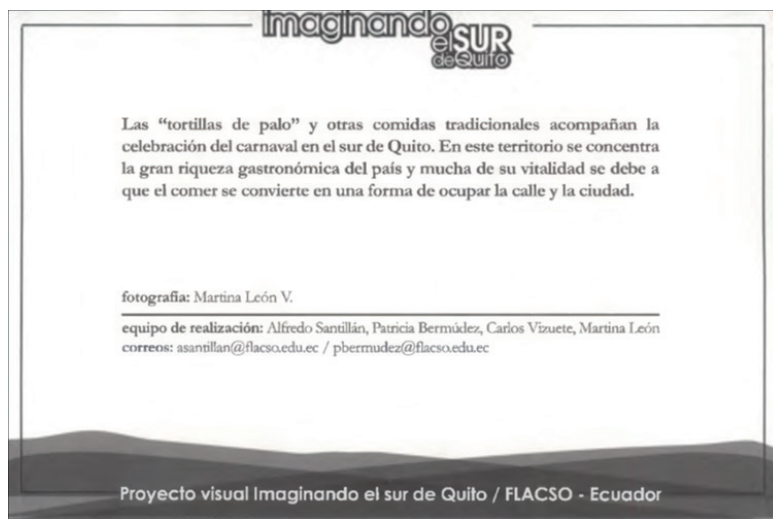 imaginando
el SUR
de Quito
Las “tortillas de palo” y otras comidas tradicionales acompañan la
celebración del carnaval en el sur de Quito. En este territorio se concentra
la gran riqueza gastronómica del país y mucha de su vitalidad se debe a
que el comer se convierte en una forma de ocupar la calle y la ciudad.
fotografía: Martina León V.
equipo de realización: Alfredo Santillán, Patricia Bermúdez, Carlos Vizuete, Martina León
correos: asantillan@flacso.edu.ec / pbermudez@flacso.edu.ec
Proyecto visual Imaginando el sur de Quito / FLACSO - Ecuador